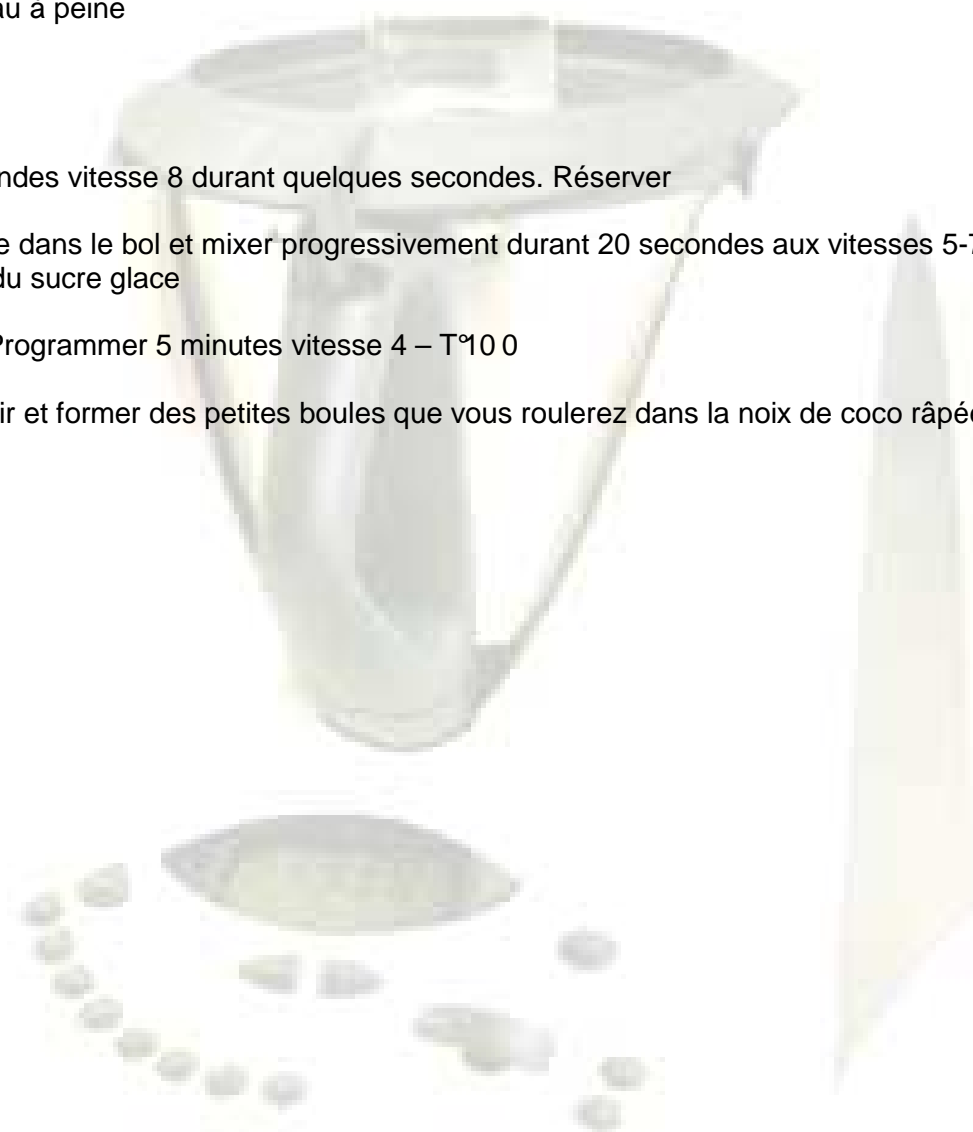 au à peine
ndes vitesse 8 durant quelques secondes. Réserver
e dans le bol et mixer progressivement durant 20 secondes aux vitesses 5-7
du sucre glace
Programmer 5 minutes vitesse 4 – T°10 0
ir et former des petites boules que vous roulerez dans la noix de coco râpée